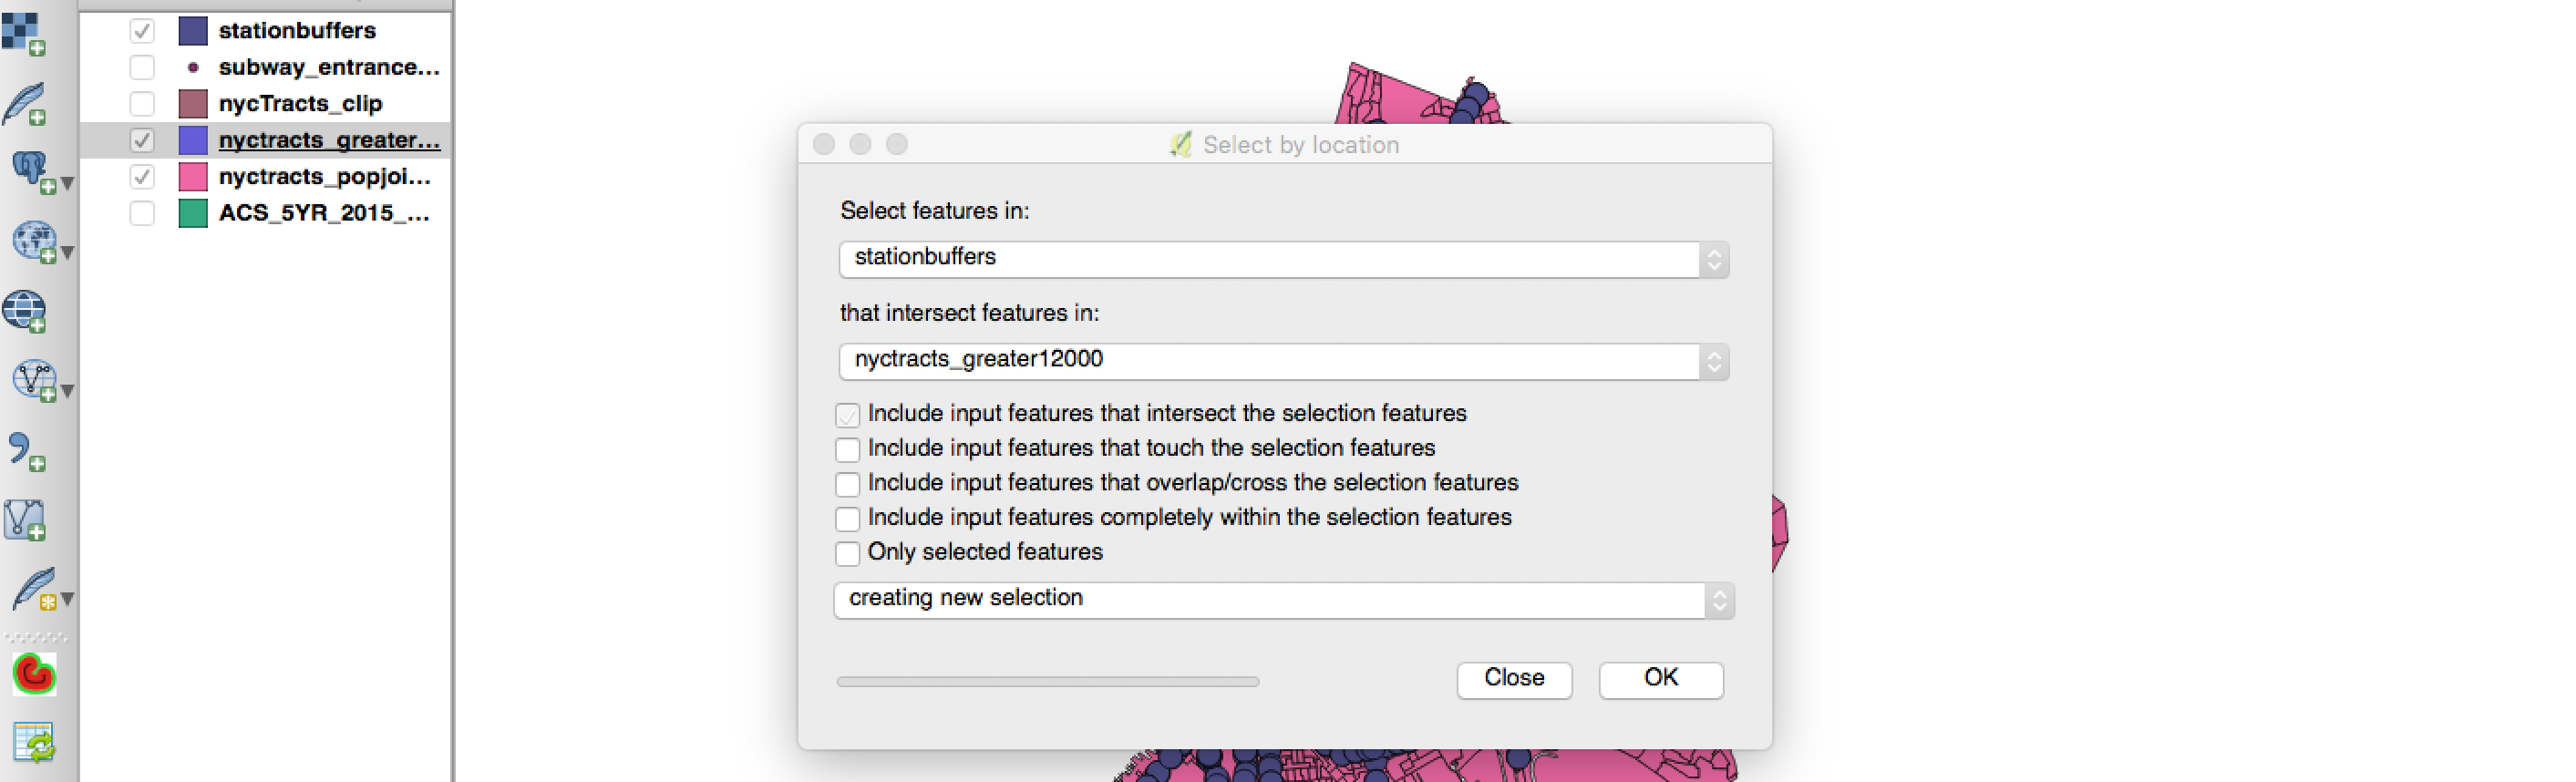 stationbuffers
subway_entrance...
nycTracts_clip
nyctracts_greater...
nyctracts_popjoi...
ACS_5YR_2015_...
Select by location
Select features in:
stationbuffers
that intersect features in:
nyctracts_greater12000
Include input features that intersect the selection features
Include input features that touch the selection features
Include input features that overlap/cross the selection features
Include input features completely within the selection features
Only selected features
creating new selection
Close OK